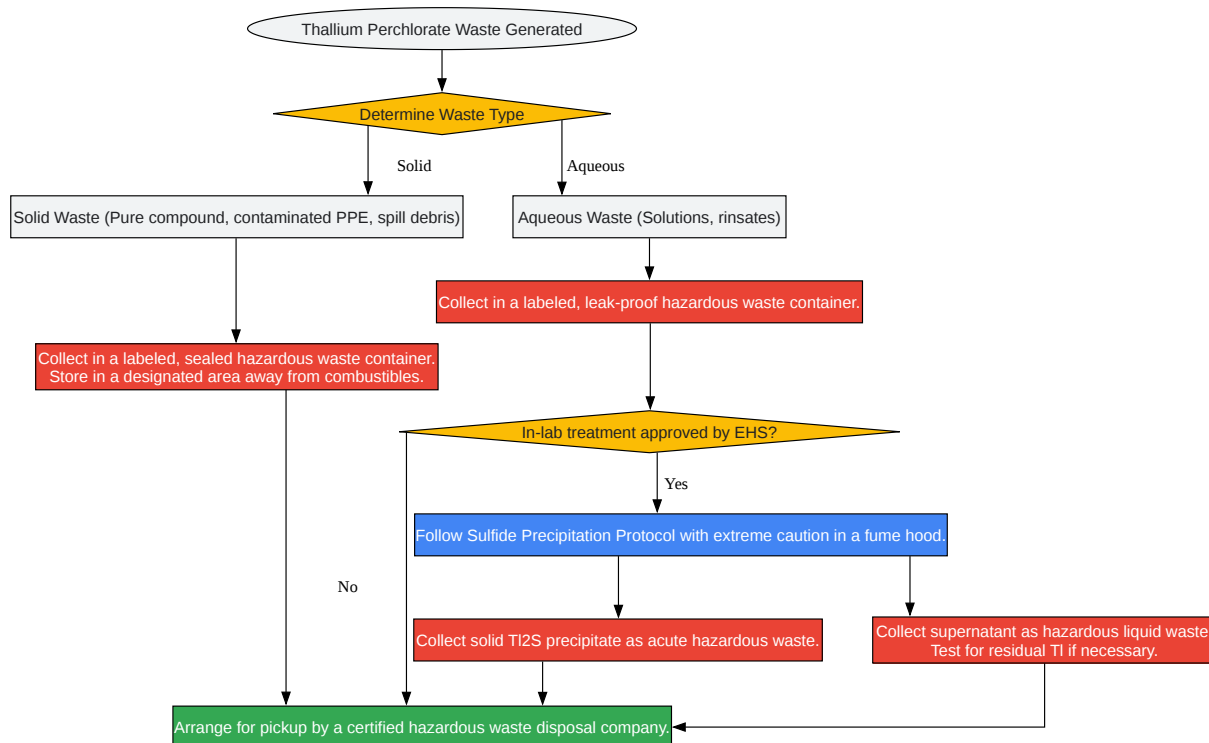 Thallium Perchlorate Waste Generated
Determine Waste Type
Solid
Aqueous
Solid Waste (Pure compound, contaminated PPE, spill debris)
Aqueous Waste (Solutions, rinsates)
Collect in a labeled, leak-proof hazardous waste container.
Collect in a labeled, sealed hazardous waste container.
Store in a designated area away from combustibles.
In-lab treatment approved by EHS?
Yes
Follow Sulfide Precipitation Protocol with extreme caution in a fume hood.
No
Collect solid Tl2S precipitate as acute hazardous waste.
Collect supernatant as hazardous liquid waste
Test for residual Tl if necessary.
Arrange for pickup by a certified hazardous waste disposal company.